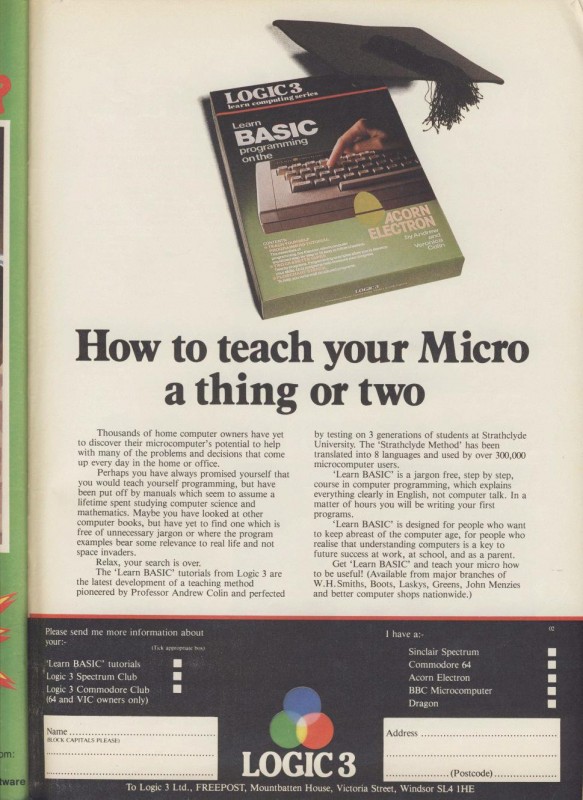 LOGIC 3
learn computing series
Learn
BASIC
programming
on the
ACORN
ELECTRON
by Andrew
and
Veronica
Colin
CONTENTS
LOGIC 3
How to teach your Micro
a thing or two
Thousands of home computer owners have yet
to discover their microcomputer's potential to help
with many of the problems and decisions that come
up every day in the home or office.
Perhaps you have always promised yourself that
you would teach yourself programming, but have
been put off by manuals which seem to assume a
lifetime spent studying computer science and
mathematics. Maybe you have looked at other
computer books, but have yet to find one which is
free of unnecessary jargon or where the program
examples bear some relevance to real life and not
space invaders.
Relax, your search is over.
The 'Learn BASIC' tutorials from Logic 3 are
the latest development of a teaching method
pioneered by Professor Andrew Colin and perfected
by testing on 3 generations of students at Strathclyde
University. The 'Strathclyde Method' has been
translated into 8 languages and used by over 300,000
microcomputer users.
'Learn BASIC' is a jargon free, step by step,
course in computer programming, which explains
everything clearly in English, not computer talk. In a
matter of hours you will be writing your first
programs.
'Learn BASIC' is designed for people who want
to keep abreast of the computer age, for people who
realise that understanding computers is a key to
future success at work, at school, and as a parent.
Get 'Learn BASIC' and teach your micro how
to be useful! (Available from major branches of
W.H.Smiths, Boots, Laskys, Greens, John Menzies
and better computer shops nationwide.)
Please send me more information about
your:-
(Tick appropriate box)
'Learn BASIC' tutorials
Logic 3 Spectrum Club
Logic 3 Commodore Club
(64 and VIC owners only)
I have a:-
Sinclair Spectrum
Commodore 64
Acorn Electron
BBC Microcomputer
Dragon
Name
(BLOCK CAPITALS PLEASE)
LOGIC 3
Address
(Postcode)
To Logic 3 Ltd., FREEPOST, Mountbatten House, Victoria Street, Windsor SL4 1HE
om:
tware